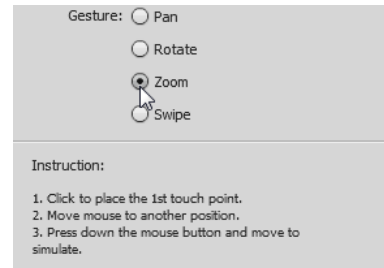 Gesture: Pan
Rotate
Zoom
Swipe
Instruction:
1. Click to place the 1st touch point.
2. Move mouse to another position.
3. Press down the mouse button and move to
simulate.